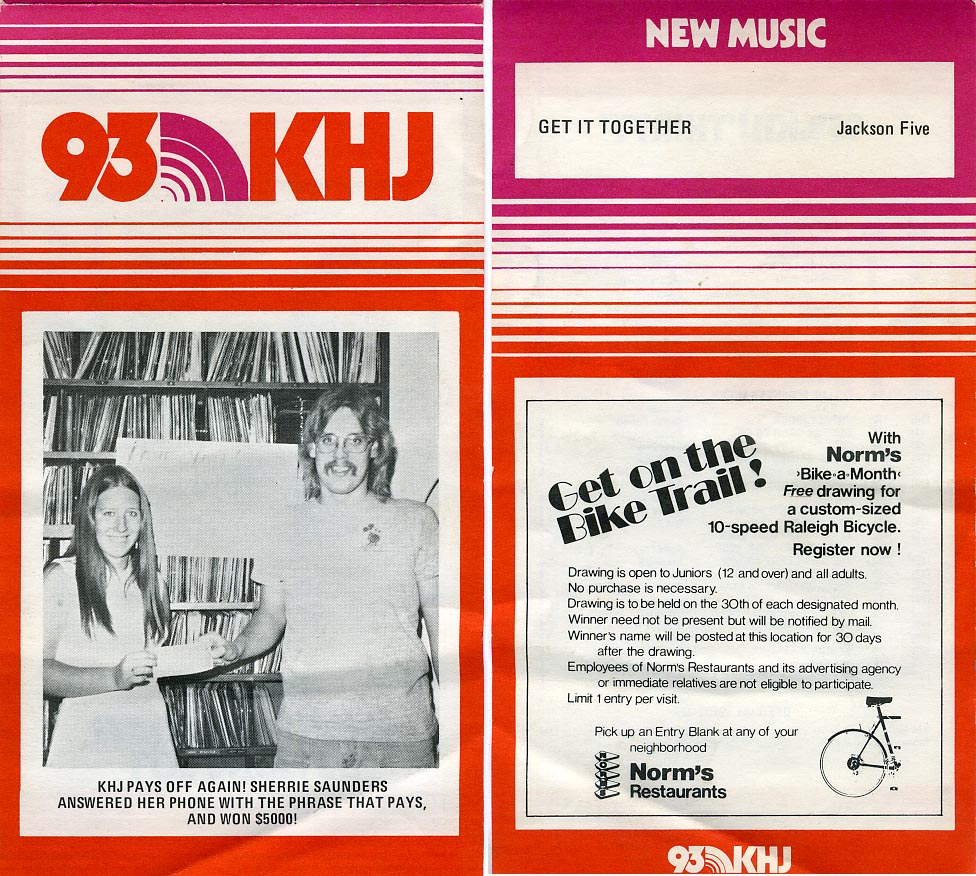 93 KHJ
KHJ PAYS OFF AGAIN! SHERRIE SAUNDERS
ANSWERED HER PHONE WITH THE PHRASE THAT PAYS,
AND WON $5000!
NEW MUSIC
GET IT TOGETHER Jackson Five
Get on the
Bike Trail!
With
Norm's
›Bike•a•Month‹
Free drawing for
a custom-sized
10-speed Raleigh Bicycle.
Register now !
Drawing is open to Juniors (12 and over) and all adults.
No purchase is necessary.
Drawing is to be held on the 30th of each designated month.
Winner need not be present but will be notified by mail.
Winner's name will be posted at this location for 30 days
after the drawing.
Employees of Norm's Restaurants and its advertising agency
or immediate relatives are not eligible to participate.
Limit 1 entry per visit.
Pick up an Entry Blank at any of your
neighborhood
Norm's
Restaurants
93 KHJ